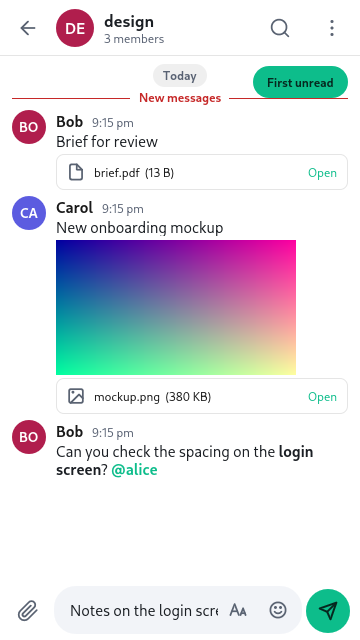 DE
design
3 members
Today
First unread
New messages
BO
Bob 9:15 pm
Brief for review
brief.pdf (13 B) Open
CA
Carol 9:15 pm
New onboarding mockup
mockup.png (380 KB) Open
BO
Bob 9:15 pm
Can you check the spacing on the login
screen? @alice
Notes on the login scre